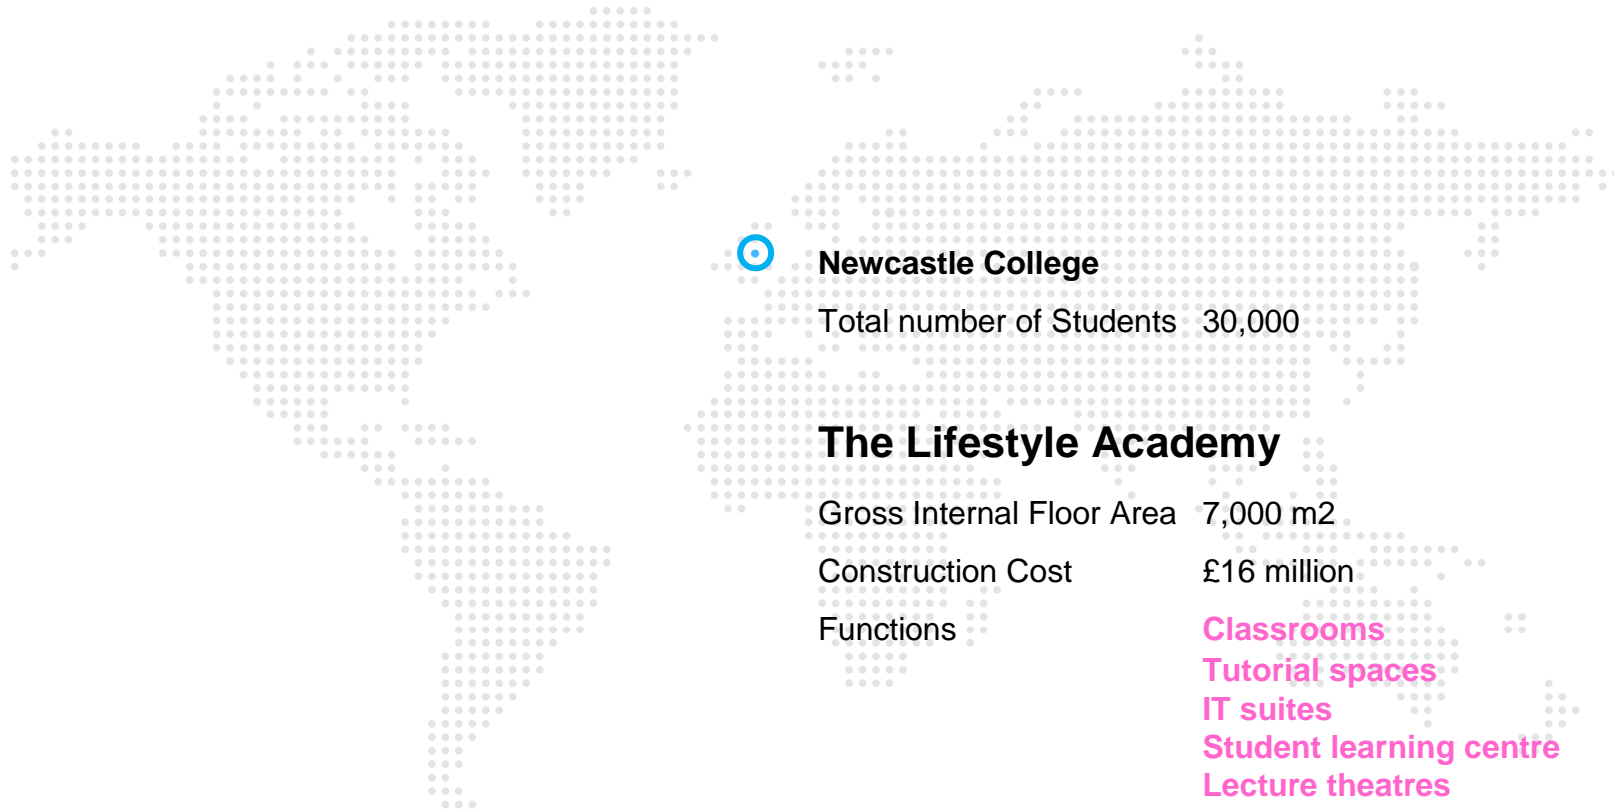 Newcastle College
Total number of Students 30,000
The Lifestyle Academy
Gross Internal Floor Area 7,000 m2
Construction Cost £16 million
Functions Classrooms
Tutorial spaces
IT suites
Student learning centre
Lecture theatres